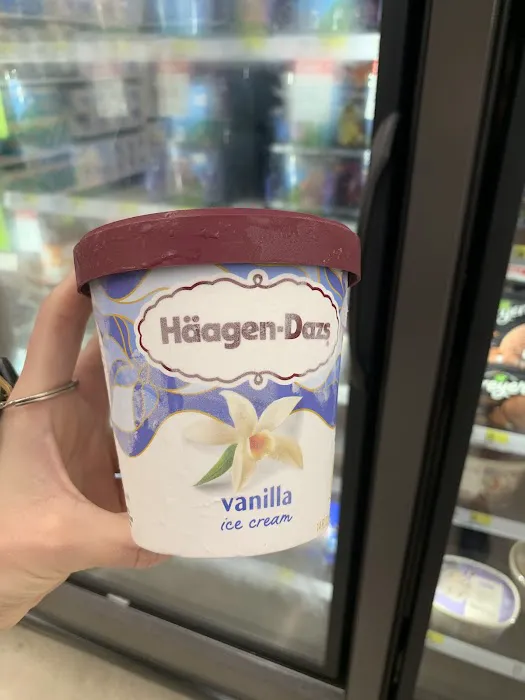 Häagen-Dazs
vanilla
ice cream